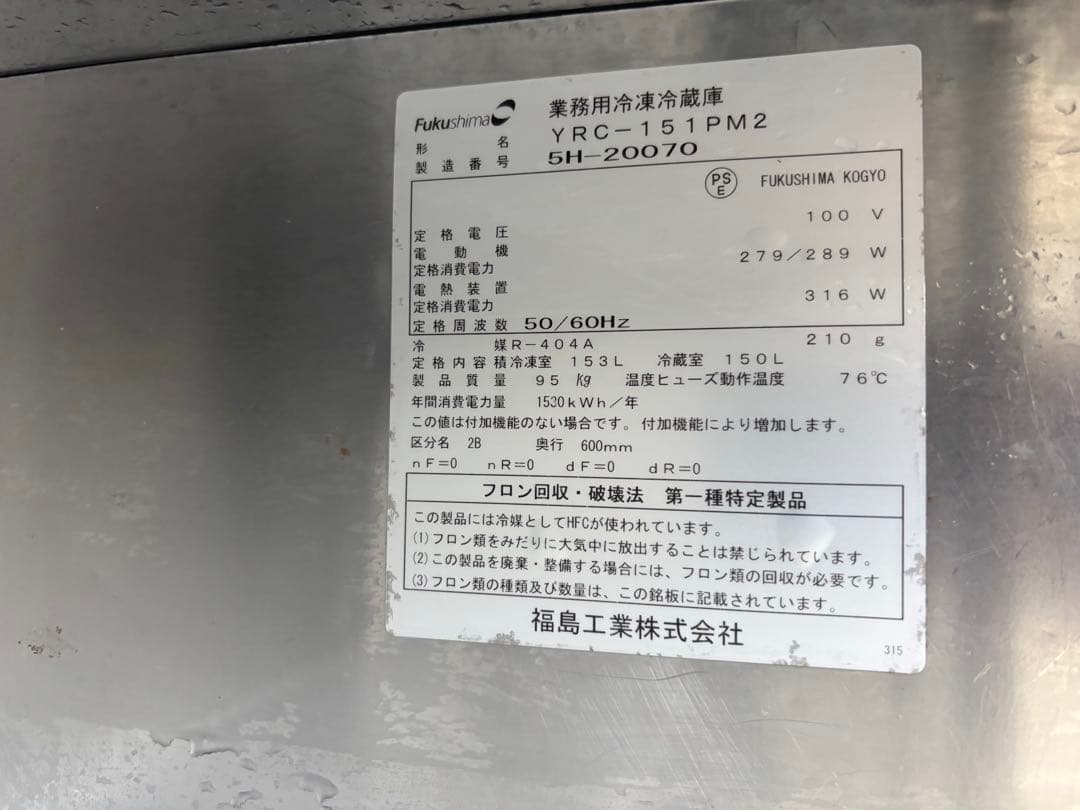 Fukushima
業務用冷凍冷蔵庫
形名 YRC-151PM2
製造番号 5H-20070
PSE FUKUSHIMA KOGYO
定格電圧 100 V
電動機定格消費電力 279/289 W
電熱装置定格消費電力 316 W
定格周波数 50/60Hz
冷媒 R-404A 210 g
定格内容積 冷凍室 153L 冷蔵室 150L
製品質量 95 kg 温度ヒューズ動作温度 76℃
年間消費電力量 1530kWh/年
この値は付加機能のない場合です。付加機能により増加します。
区分名 2B 奥行 600mm
nF=0 nR=0 dF=0 dR=0
フロン回収・破壊法 第一種特定製品
この製品には冷媒としてHFCが使われています。
(1)フロン類をみだりに大気中に放出することは禁じられています。
(2)この製品を廃棄・整備する場合には、フロン類の回収が必要です。
(3)フロン類の種類及び数量は、この銘板に記載されています。
福島工業株式会社
315